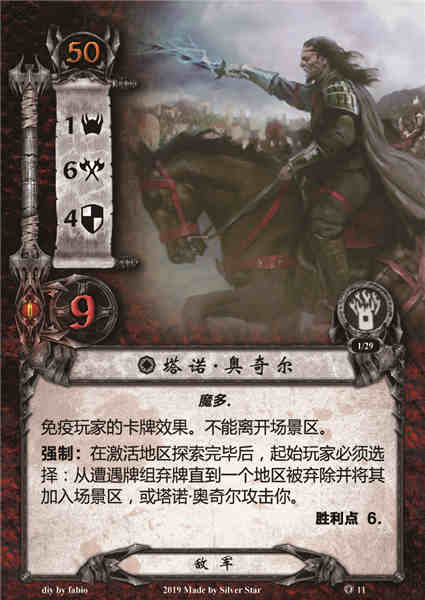 50
1
6
4
9
1/29
塔诺·奥奇尔
魔多.
免疫玩家的卡牌效果。不能离开场景区。
强制：在激活地区探索完毕后，起始玩家必须选
择：从遭遇牌组弃牌直到一个地区被弃除并将其
加入场景区，或塔诺·奥奇尔攻击你。
胜利点 6.
敌军
diy by fabio
2019 Made by Silver Star
11